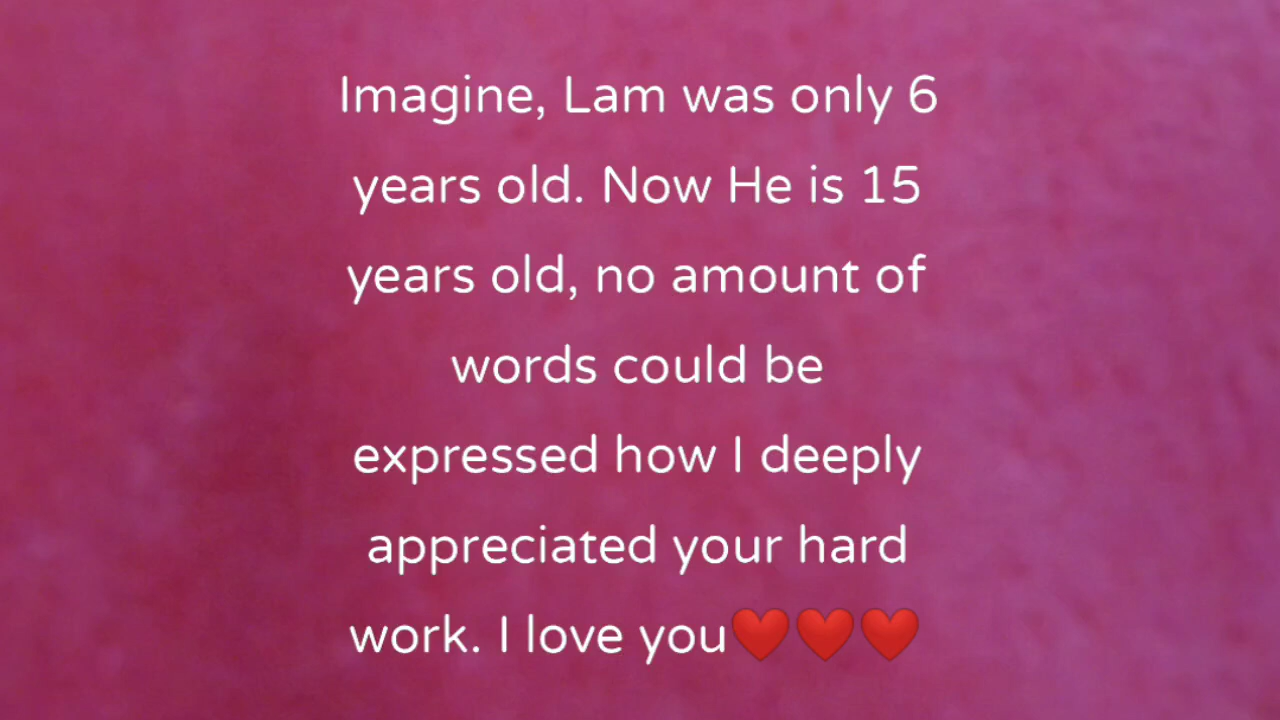 Imagine, Lam was only 6
years old. Now He is 15
years old, no amount of
words could be
expressed how I deeply
appreciated your hard
work. I love you❤️❤️❤️